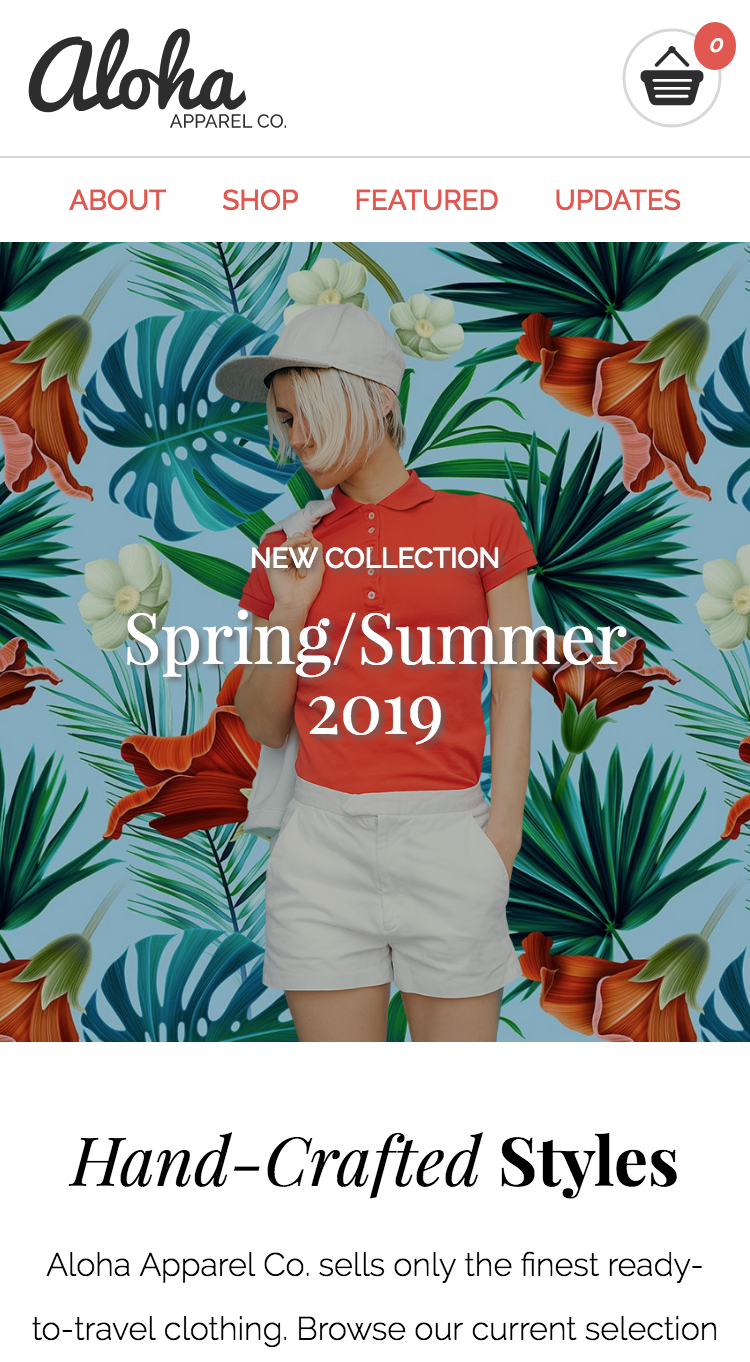 Aloha
APPAREL CO.
0
ABOUT SHOP FEATURED UPDATES
NEW COLLECTION
Spring/Summer
2019
Hand-Crafted Styles
Aloha Apparel Co. sells only the finest ready-
to-travel clothing. Browse our current selection